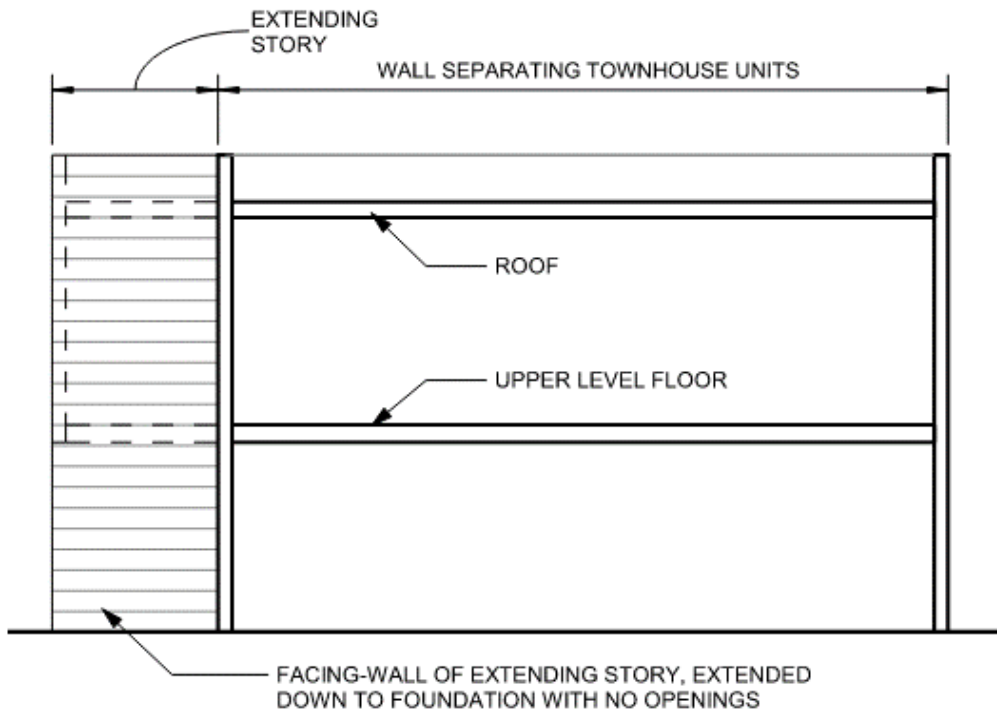 EXTENDING
STORY
WALL SEPARATING TOWNHOUSE UNITS
ROOF
UPPER LEVEL FLOOR
FACING-WALL OF EXTENDING STORY, EXTENDED
DOWN TO FOUNDATION WITH NO OPENINGS